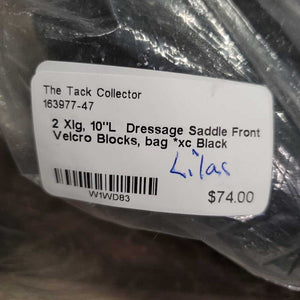 The Tack Collector
163977-47
2 Xlg, 10"L Dressage Saddle Front
Velcro Blocks, bag *xc Black
Lilac
W1WD83
$74.00